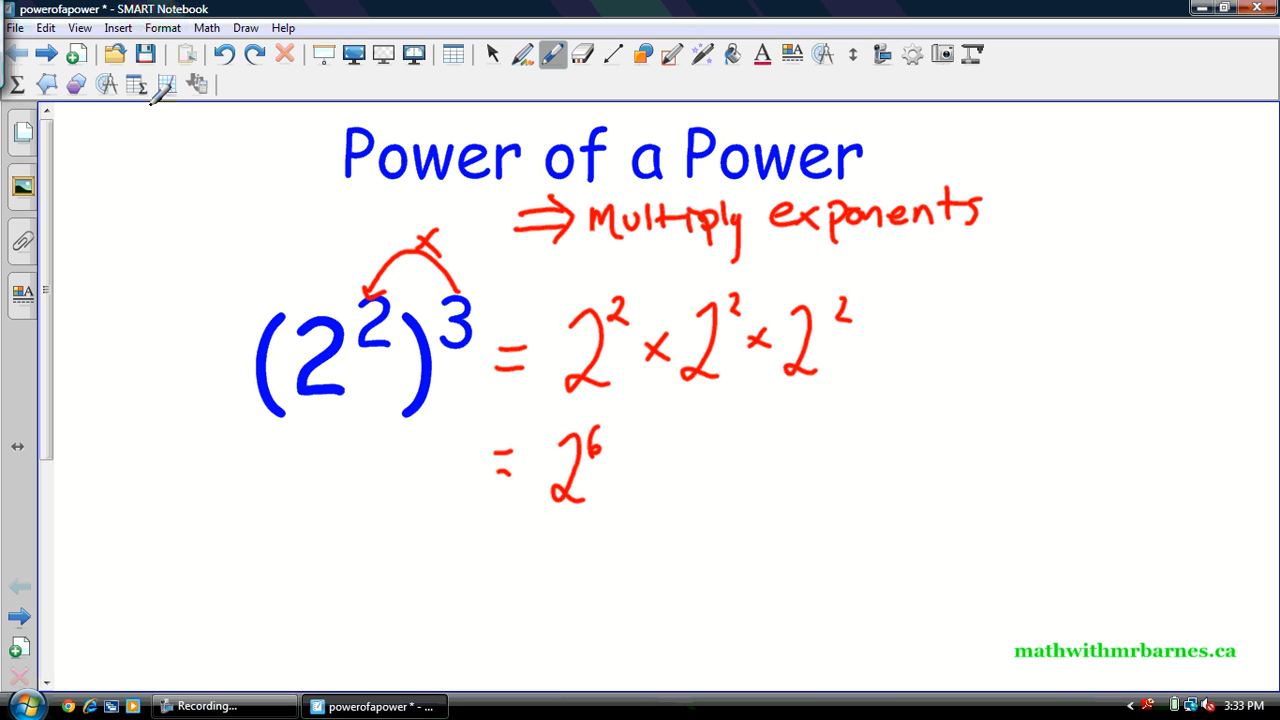 powerofapower * - SMART Notebook
File Edit View Insert Format Math Draw Help
Power of a Power
⇒ Multiply exponents
x
(2²)³ = 2² × 2² × 2²
= 2⁶
mathwithmrbarnes.ca
Recording... powerofapower * - ... 3:33 PM